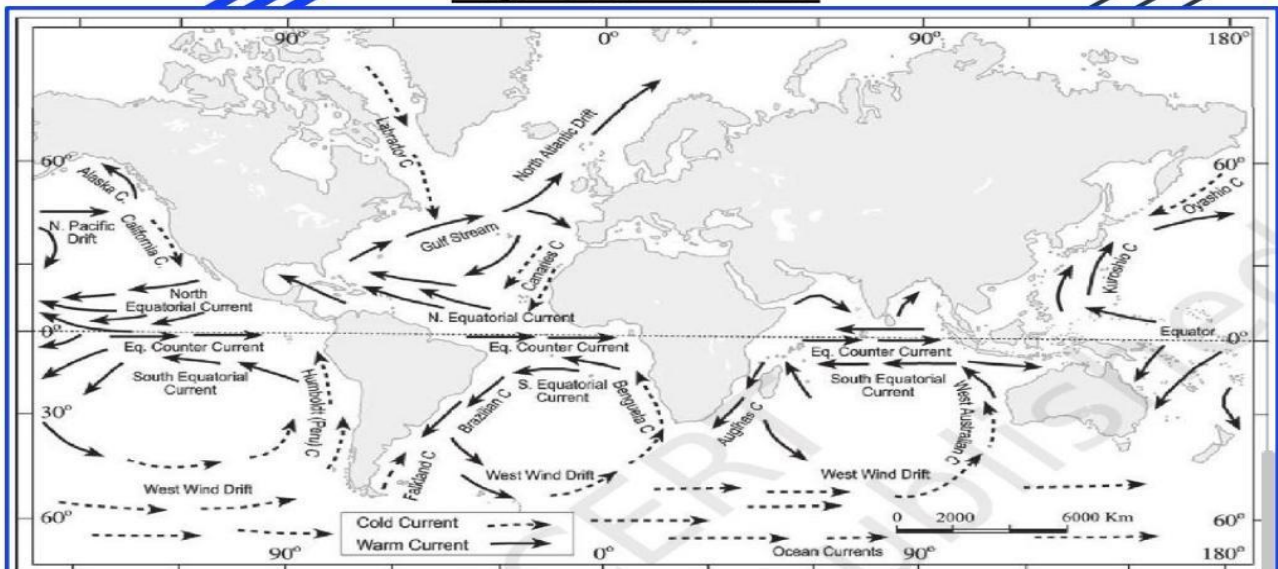 90°
0°
90°
180°
60°
60°
Labrador C
North Atlantic Drift
Alaska C.
Oyashio C
N. Pacific
Drift
California C.
Gulf Stream
Canaries C
Kuroshio C
North
Equatorial Current
N. Equatorial Current
Equator
0°
0°
Eq. Counter Current
Eq. Counter Current
Eq. Counter Current
South Equatorial
Current
S. Equatorial
Current
South Equatorial
Current
Humboldt (Peru) C
Brazilian C
Benguela C
Auglhas C
West Australian C
30°
30°
Falkland C
West Wind Drift
West Wind Drift
West Wind Drift
60°
60°
Cold Current
Warm Current
0 2000 6000 Km
Ocean Currents
90°
0°
90°
180°